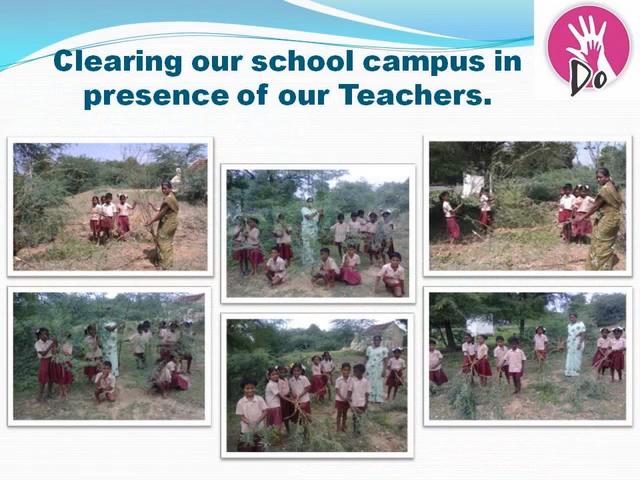 Clearing our school campus in
presence of our Teachers.
Do